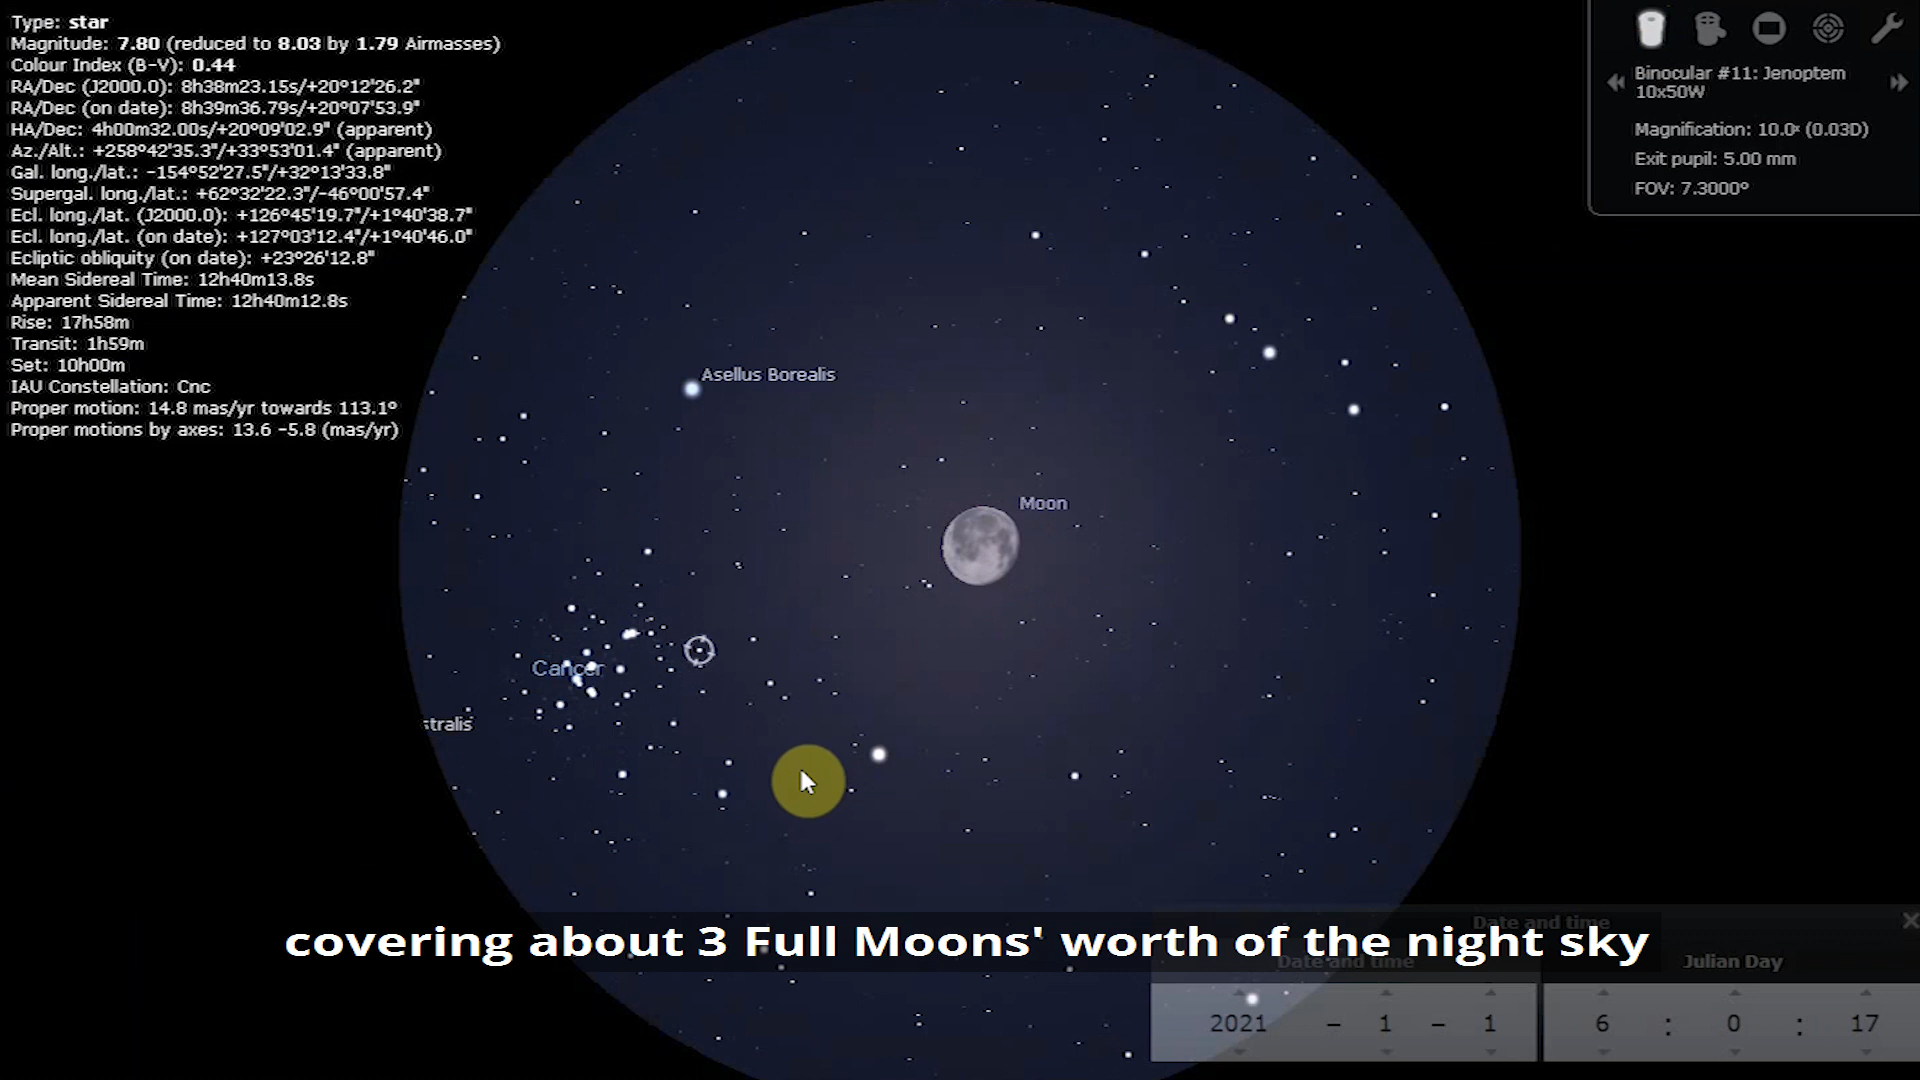 Type: star
Magnitude: 7.80 (reduced to 8.03 by 1.79 Airmasses)
Colour Index (B-V): 0.44
RA/Dec (J2000.0): 8h38m23.15s/+20°12'26.2"
RA/Dec (on date): 8h39m36.79s/+20°07'53.9"
HA/Dec: 4h00m32.00s/+20°09'02.9" (apparent)
Az./Alt.: +258°42'35.3"/+33°53'01.4" (apparent)
Gal. long./lat.: -154°52'27.5"/+32°13'33.8"
Supergal. long./lat.: +62°32'22.3"/-46°00'57.4"
Ecl. long./lat. (J2000.0): +126°45'19.7"/+1°40'38.7"
Ecl. long./lat. (on date): +127°03'12.4"/+1°40'46.0"
Ecliptic obliquity (on date): +23°26'12.8"
Mean Sidereal Time: 12h40m13.8s
Apparent Sidereal Time: 12h40m12.8s
Rise: 17h58m
Transit: 1h59m
Set: 10h00m
IAU Constellation: Cnc
Proper motion: 14.8 mas/yr towards 113.1°
Proper motions by axes: 13.6 -5.8 (mas/yr)
Binocular #11: Jenoptem
10x50W
Magnification: 10.0× (0.03D)
Exit pupil: 5.00 mm
FOV: 7.3000°
Asellus Borealis
Moon
Cancer
stralis
covering about 3 Full Moons' worth of the night sky
Date and time
Date and time Julian Day
2021 - 1 - 1 6 : 0 : 17